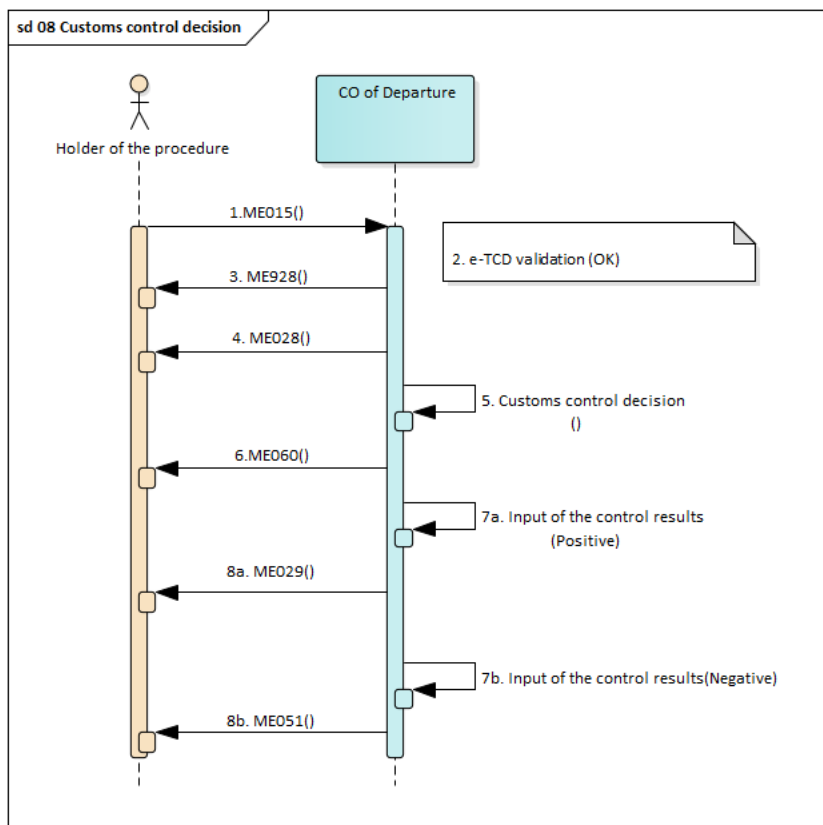 sd 08 Customs control decision
CO of Departure
Holder of the procedure
1.ME015()
2. e-TCD validation (OK)
3. ME928()
4. ME028()
5. Customs control decision
()
6.ME060()
7a. Input of the control results
(Positive)
8a. ME029()
7b. Input of the control results(Negative)
8b. ME051()